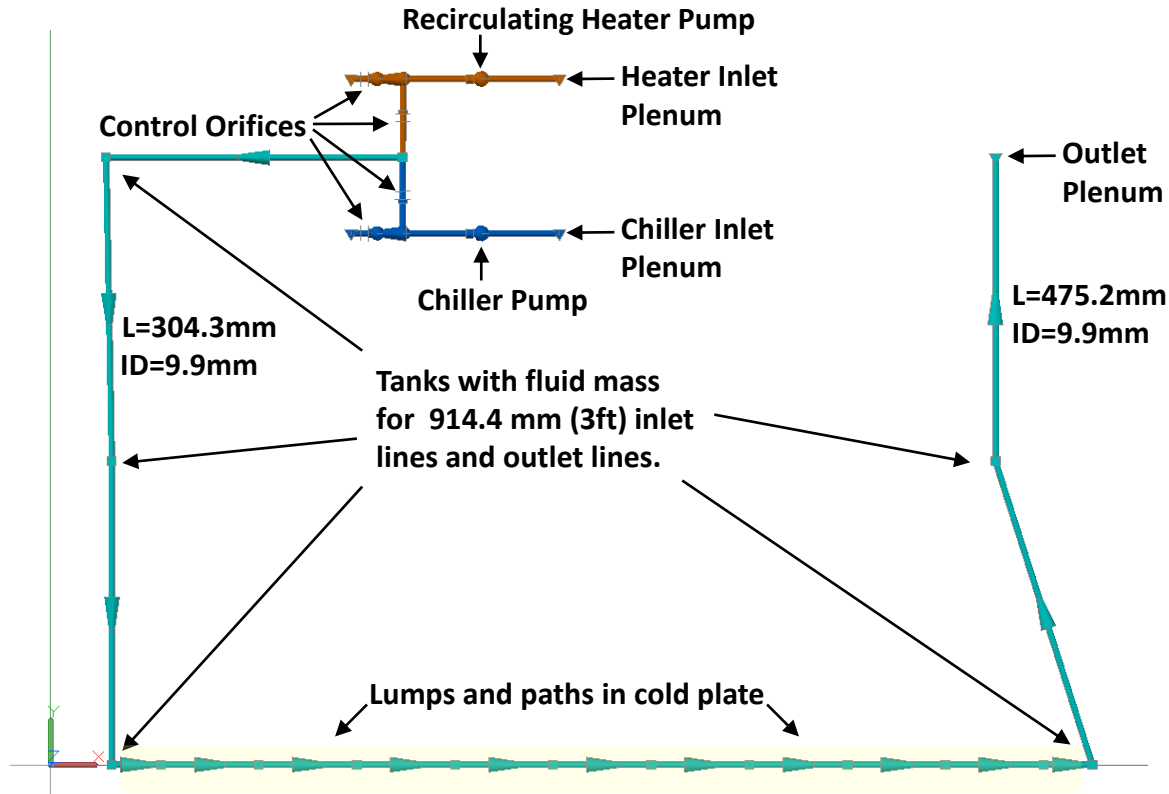 Recirculating Heater Pump
Heater Inlet
Plenum
Control Orifices
Outlet
Plenum
Chiller Inlet
Plenum
Chiller Pump
L=304.3mm
ID=9.9mm
L=475.2mm
ID=9.9mm
Tanks with fluid mass
for 914.4 mm (3ft) inlet
lines and outlet lines.
Lumps and paths in cold plate
Y
Z
X